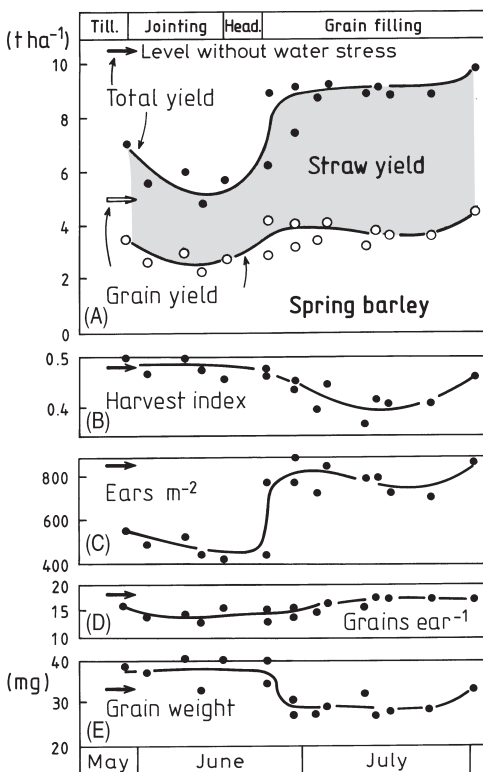 Till. Jointing Head. Grain filling
(t ha⁻¹)
Level without water stress
10
Total yield
8
6
Straw yield
4
2
Grain yield
Spring barley
(A)
0
0.5
0.4
(B)
Harvest index
800
Ears m⁻²
600
(C)
400
20
15
(D)
Grains ear⁻¹
10
40
(mg)
30
Grain weight
(E)
20
May June July